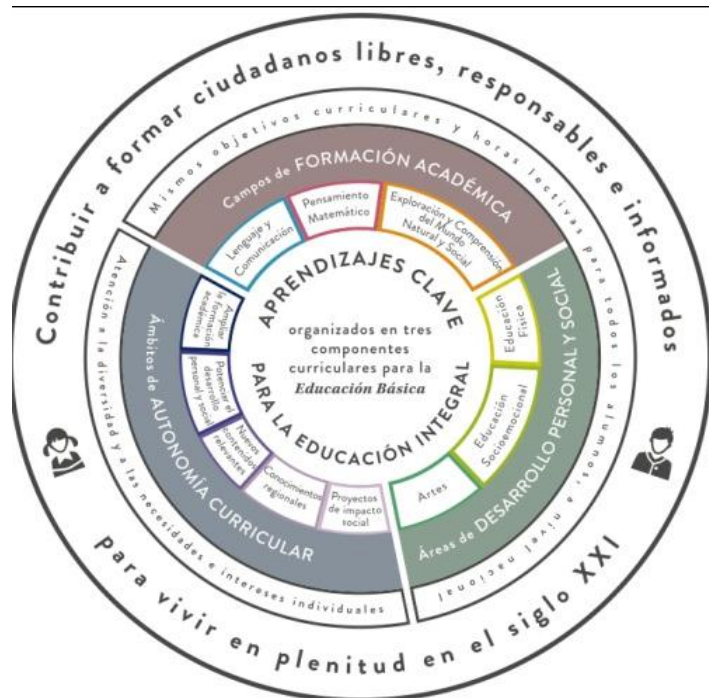 Contribuir a formar ciudadanos libres, responsables e informados
para vivir en plenitud en el siglo XXI
Mismos objetivos curriculares y horas lectivas para todos los alumnos, a nivel nacional
Campos de FORMACIÓN ACADÉMICA
Lenguaje y
Comunicación
Pensamiento
Matemático
Exploración y Comprensión
del Mundo
Natural y Social
Áreas de DESARROLLO PERSONAL Y SOCIAL
Educación
Física
Educación
Socioemocional
Artes
Atención a la diversidad y a las necesidades e intereses individuales
Ámbitos de AUTONOMÍA CURRICULAR
Ampliar
la formación
académica
Potenciar el
desarrollo
personal y social
Nuevos
contenidos
relevantes
Conocimientos
regionales
Proyectos
de impacto
social
APRENDIZAJES CLAVE
organizados en tres
componentes
curriculares para la
Educación Básica
PARA LA EDUCACIÓN INTEGRAL